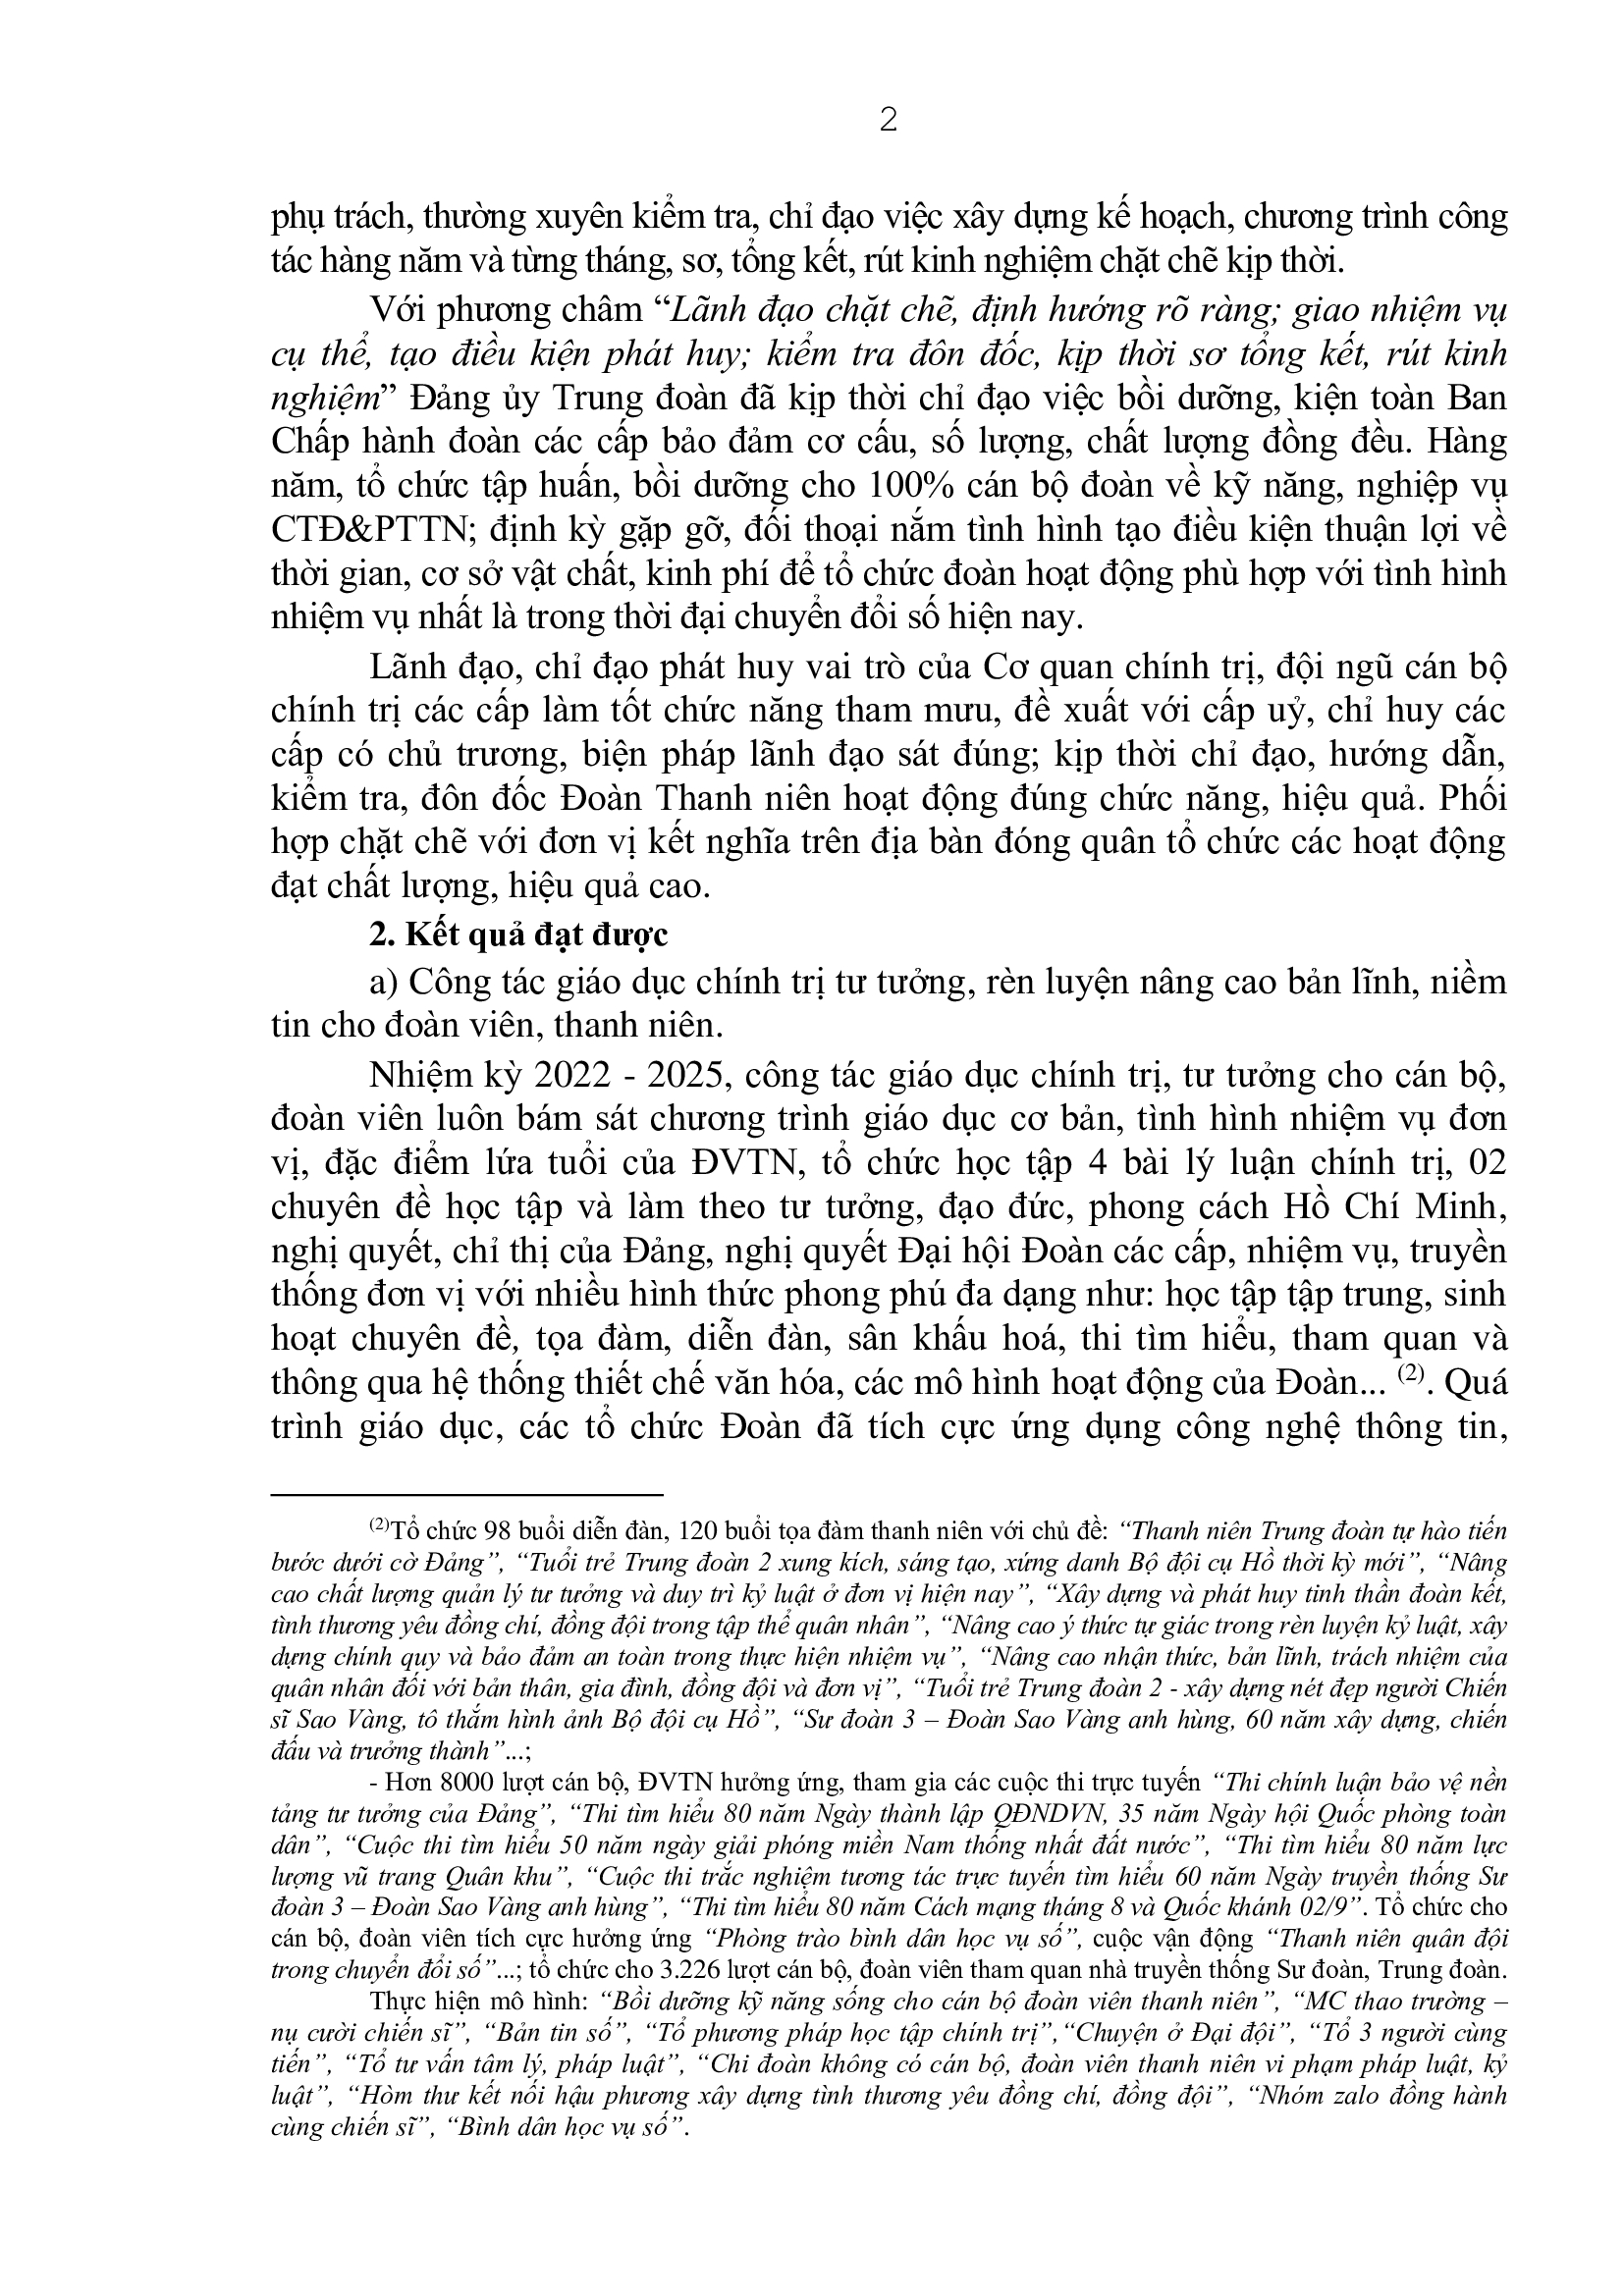 2
phụ trách, thường xuyên kiểm tra, chỉ đạo việc xây dựng kế hoạch, chương trình công
tác hàng năm và từng tháng, sơ, tổng kết, rút kinh nghiệm chặt chẽ kịp thời.
Với phương châm “Lãnh đạo chặt chẽ, định hướng rõ ràng; giao nhiệm vụ
cụ thể, tạo điều kiện phát huy; kiểm tra đôn đốc, kịp thời sơ tổng kết, rút kinh
nghiệm” Đảng ủy Trung đoàn đã kịp thời chỉ đạo việc bồi dưỡng, kiện toàn Ban
Chấp hành đoàn các cấp bảo đảm cơ cấu, số lượng, chất lượng đồng đều. Hàng
năm, tổ chức tập huấn, bồi dưỡng cho 100% cán bộ đoàn về kỹ năng, nghiệp vụ
CTĐ&PTTN; định kỳ gặp gỡ, đối thoại nắm tình hình tạo điều kiện thuận lợi về
thời gian, cơ sở vật chất, kinh phí để tổ chức đoàn hoạt động phù hợp với tình hình
nhiệm vụ nhất là trong thời đại chuyển đổi số hiện nay.
Lãnh đạo, chỉ đạo phát huy vai trò của Cơ quan chính trị, đội ngũ cán bộ
chính trị các cấp làm tốt chức năng tham mưu, đề xuất với cấp uỷ, chỉ huy các
cấp có chủ trương, biện pháp lãnh đạo sát đúng; kịp thời chỉ đạo, hướng dẫn,
kiểm tra, đôn đốc Đoàn Thanh niên hoạt động đúng chức năng, hiệu quả. Phối
hợp chặt chẽ với đơn vị kết nghĩa trên địa bàn đóng quân tổ chức các hoạt động
đạt chất lượng, hiệu quả cao.
2. Kết quả đạt được
a) Công tác giáo dục chính trị tư tưởng, rèn luyện nâng cao bản lĩnh, niềm
tin cho đoàn viên, thanh niên.
Nhiệm kỳ 2022 - 2025, công tác giáo dục chính trị, tư tưởng cho cán bộ,
đoàn viên luôn bám sát chương trình giáo dục cơ bản, tình hình nhiệm vụ đơn
vị, đặc điểm lứa tuổi của ĐVTN, tổ chức học tập 4 bài lý luận chính trị, 02
chuyên đề học tập và làm theo tư tưởng, đạo đức, phong cách Hồ Chí Minh,
nghị quyết, chỉ thị của Đảng, nghị quyết Đại hội Đoàn các cấp, nhiệm vụ, truyền
thống đơn vị với nhiều hình thức phong phú đa dạng như: học tập tập trung, sinh
hoạt chuyên đề, tọa đàm, diễn đàn, sân khấu hoá, thi tìm hiểu, tham quan và
thông qua hệ thống thiết chế văn hóa, các mô hình hoạt động của Đoàn... (2). Quá
trình giáo dục, các tổ chức Đoàn đã tích cực ứng dụng công nghệ thông tin,
(2)Tổ chức 98 buổi diễn đàn, 120 buổi tọa đàm thanh niên với chủ đề: “Thanh niên Trung đoàn tự hào tiến
bước dưới cờ Đảng”, “Tuổi trẻ Trung đoàn 2 xung kích, sáng tạo, xứng danh Bộ đội cụ Hồ thời kỳ mới”, “Nâng
cao chất lượng quản lý tư tưởng và duy trì kỷ luật ở đơn vị hiện nay”, “Xây dựng và phát huy tinh thần đoàn kết,
tình thương yêu đồng chí, đồng đội trong tập thể quân nhân”, “Nâng cao ý thức tự giác trong rèn luyện kỷ luật, xây
dựng chính quy và bảo đảm an toàn trong thực hiện nhiệm vụ”, “Nâng cao nhận thức, bản lĩnh, trách nhiệm của
quân nhân đối với bản thân, gia đình, đồng đội và đơn vị”, “Tuổi trẻ Trung đoàn 2 - xây dựng nét đẹp người Chiến
sĩ Sao Vàng, tô thắm hình ảnh Bộ đội cụ Hồ”, “Sư đoàn 3 – Đoàn Sao Vàng anh hùng, 60 năm xây dựng, chiến
đấu và trưởng thành”...;
- Hơn 8000 lượt cán bộ, ĐVTN hưởng ứng, tham gia các cuộc thi trực tuyến “Thi chính luận bảo vệ nền
tảng tư tưởng của Đảng”, “Thi tìm hiểu 80 năm Ngày thành lập QĐNDVN, 35 năm Ngày hội Quốc phòng toàn
dân”, “Cuộc thi tìm hiểu 50 năm ngày giải phóng miền Nam thống nhất đất nước”, “Thi tìm hiểu 80 năm lực
lượng vũ trang Quân khu”, “Cuộc thi trắc nghiệm tương tác trực tuyến tìm hiểu 60 năm Ngày truyền thống Sư
đoàn 3 – Đoàn Sao Vàng anh hùng”, “Thi tìm hiểu 80 năm Cách mạng tháng 8 và Quốc khánh 02/9”. Tổ chức cho
cán bộ, đoàn viên tích cực hưởng ứng “Phòng trào bình dân học vụ số”, cuộc vận động “Thanh niên quân đội
trong chuyển đổi số”...; tổ chức cho 3.226 lượt cán bộ, đoàn viên tham quan nhà truyền thống Sư đoàn, Trung đoàn.
Thực hiện mô hình: “Bồi dưỡng kỹ năng sống cho cán bộ đoàn viên thanh niên”, “MC thao trường –
nụ cười chiến sĩ”, “Bản tin số”, “Tổ phương pháp học tập chính trị”,“Chuyện ở Đại đội”, “Tổ 3 người cùng
tiến”, “Tổ tư vấn tâm lý, pháp luật”, “Chi đoàn không có cán bộ, đoàn viên thanh niên vi phạm pháp luật, kỷ
luật”, “Hòm thư kết nối hậu phương xây dựng tình thương yêu đồng chí, đồng đội”, “Nhóm zalo đồng hành
cùng chiến sĩ”, “Bình dân học vụ số”.